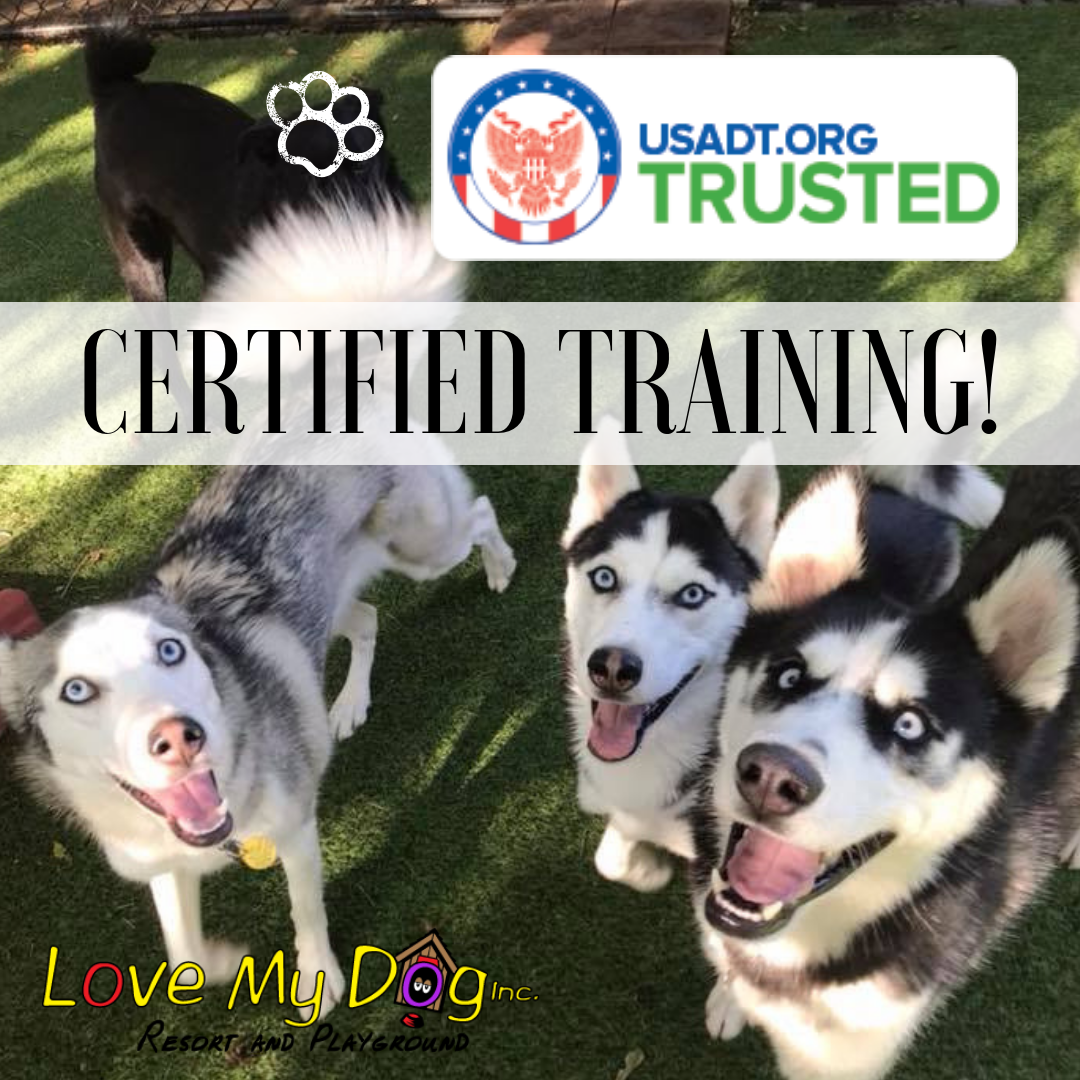 USADT.ORG
TRUSTED
CERTIFIED TRAINING!
Love My Dog Inc.
Resort and Playground